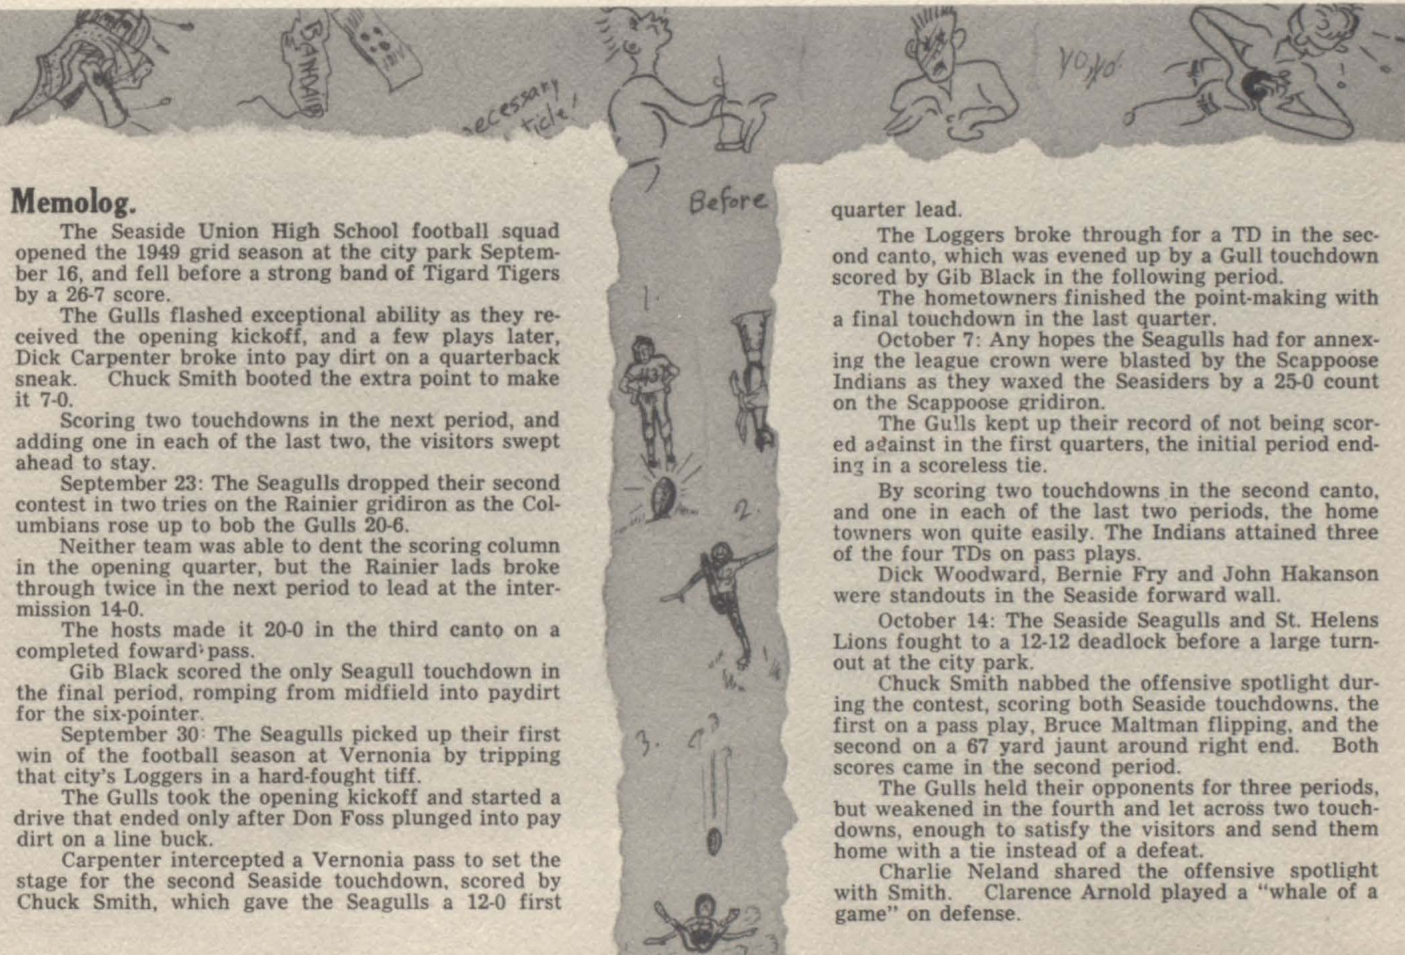 BANDAID
ecessary
ticle!
YOYO
Before
1.
2.
3.
Memolog.
The Seaside Union High School football squad
opened the 1949 grid season at the city park Septem-
ber 16, and fell before a strong band of Tigard Tigers
by a 26-7 score.
The Gulls flashed exceptional ability as they re-
ceived the opening kickoff, and a few plays later,
Dick Carpenter broke into pay dirt on a quarterback
sneak. Chuck Smith booted the extra point to make
it 7-0.
Scoring two touchdowns in the next period, and
adding one in each of the last two, the visitors swept
ahead to stay.
September 23: The Seagulls dropped their second
contest in two tries on the Rainier gridiron as the Col-
umbians rose up to bob the Gulls 20-6.
Neither team was able to dent the scoring column
in the opening quarter, but the Rainier lads broke
through twice in the next period to lead at the inter-
mission 14-0.
The hosts made it 20-0 in the third canto on a
completed foward pass.
Gib Black scored the only Seagull touchdown in
the final period, romping from midfield into paydirt
for the six-pointer.
September 30: The Seagulls picked up their first
win of the football season at Vernonia by tripping
that city's Loggers in a hard-fought tiff.
The Gulls took the opening kickoff and started a
drive that ended only after Don Foss plunged into pay
dirt on a line buck.
Carpenter intercepted a Vernonia pass to set the
stage for the second Seaside touchdown, scored by
Chuck Smith, which gave the Seagulls a 12-0 first
quarter lead.
The Loggers broke through for a TD in the sec-
ond canto, which was evened up by a Gull touchdown
scored by Gib Black in the following period.
The hometowners finished the point-making with
a final touchdown in the last quarter.
October 7: Any hopes the Seagulls had for annex-
ing the league crown were blasted by the Scappoose
Indians as they waxed the Seasiders by a 25-0 count
on the Scappoose gridiron.
The Gulls kept up their record of not being scor-
ed against in the first quarters, the initial period end-
ing in a scoreless tie.
By scoring two touchdowns in the second canto,
and one in each of the last two periods, the home
towners won quite easily. The Indians attained three
of the four TDs on pass plays.
Dick Woodward, Bernie Fry and John Hakanson
were standouts in the Seaside forward wall.
October 14: The Seaside Seagulls and St. Helens
Lions fought to a 12-12 deadlock before a large turn-
out at the city park.
Chuck Smith nabbed the offensive spotlight dur-
ing the contest, scoring both Seaside touchdowns, the
first on a pass play, Bruce Maltman flipping, and the
second on a 67 yard jaunt around right end. Both
scores came in the second period.
The Gulls held their opponents for three periods,
but weakened in the fourth and let across two touch-
downs, enough to satisfy the visitors and send them
home with a tie instead of a defeat.
Charlie Neland shared the offensive spotlight
with Smith. Clarence Arnold played a "whale of a
game" on defense.